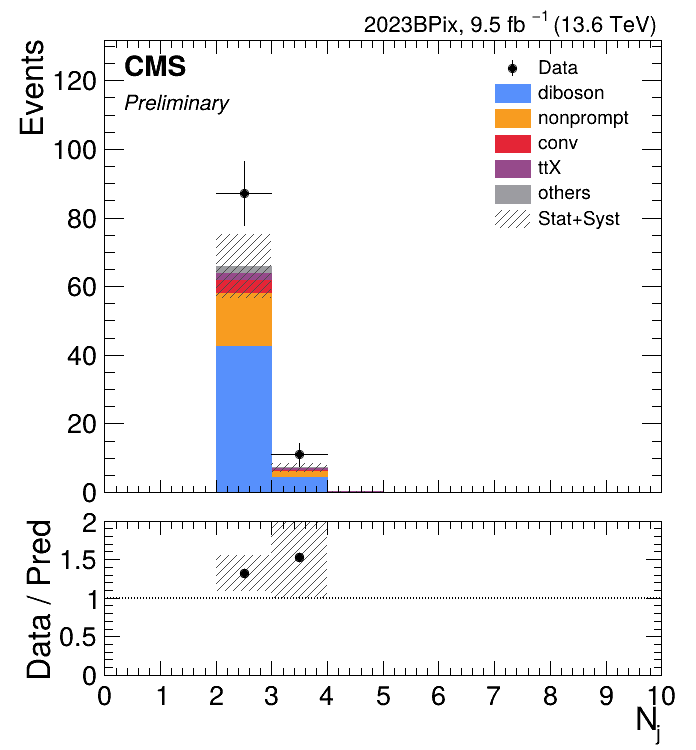 2023BPix, 9.5 fb⁻¹ (13.6 TeV)
CMS
Preliminary
Events
120
100
80
60
40
20
0
Data
diboson
nonprompt
conv
ttX
others
Stat+Syst
Data / Pred
2
1.5
1
0.5
0
0 1 2 3 4 5 6 7 8 9 10
N_j